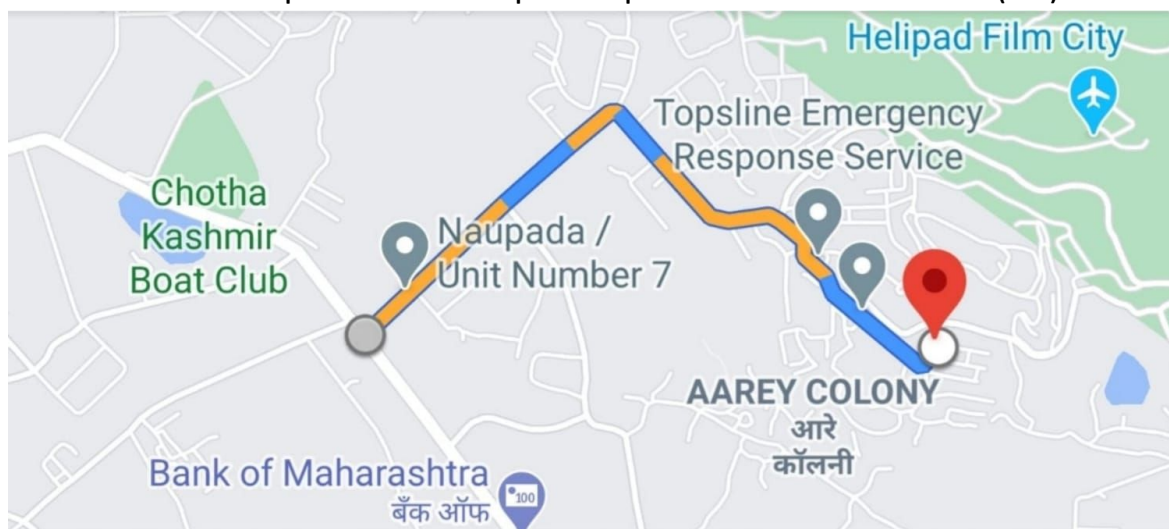 Helipad Film City
Topsline Emergency
Response Service
Chotha
Kashmir
Boat Club
Naupada /
Unit Number 7
AAREY COLONY
आरे
कॉलनी
Bank of Maharashtra
बँक ऑफ
100